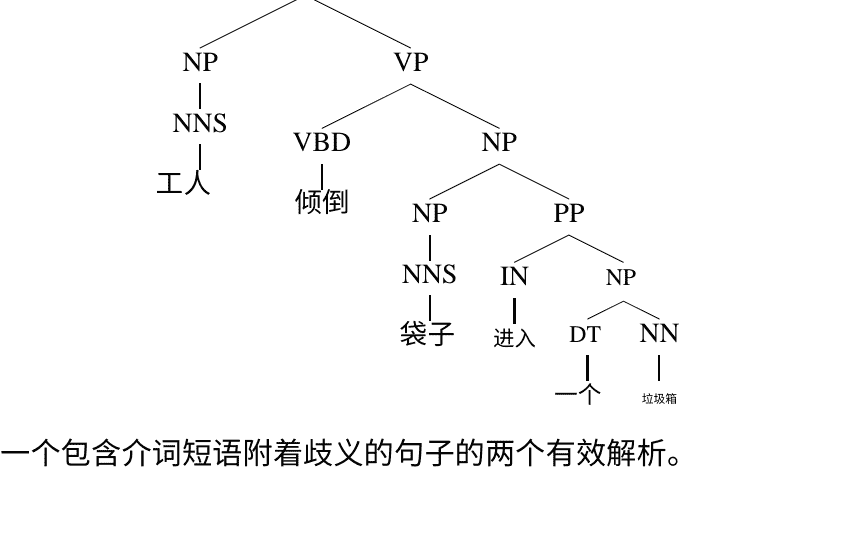 NP VP
NNS VBD NP
工人 倾倒 NP PP
NNS IN NP
袋子 进入 DT NN
一个 垃圾箱
一个包含介词短语附着歧义的句子的两个有效解析。